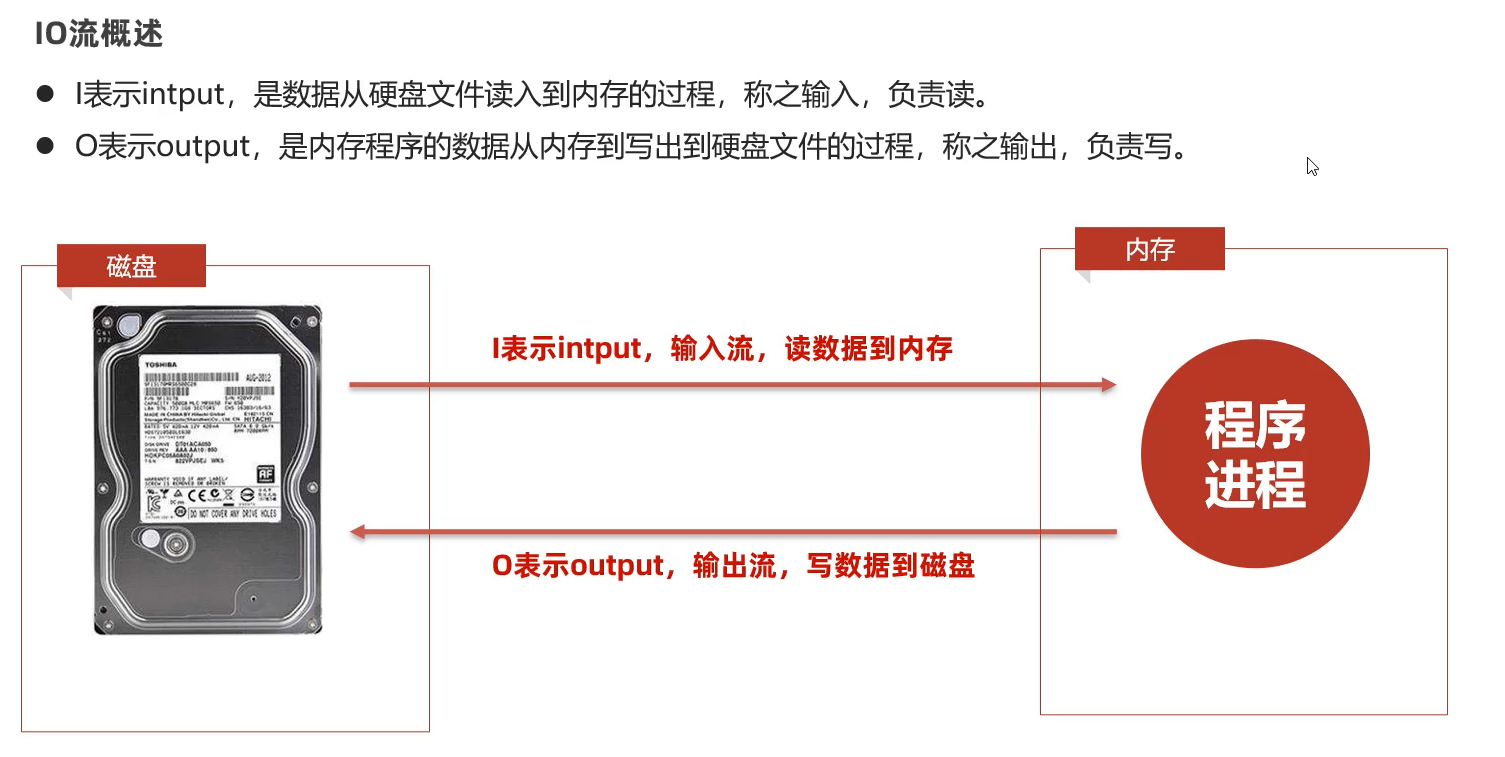 IO流概述
● I表示intput，是数据从硬盘文件读入到内存的过程，称之输入，负责读。
● O表示output，是内存程序的数据从内存到写出到硬盘文件的过程，称之输出，负责写。
磁盘
内存
I表示intput，输入流，读数据到内存
程序
进程
O表示output，输出流，写数据到磁盘
TOSHIBA
AUG-2012
HITACHI
DO NOT COVER ANY DRIVE HOLES